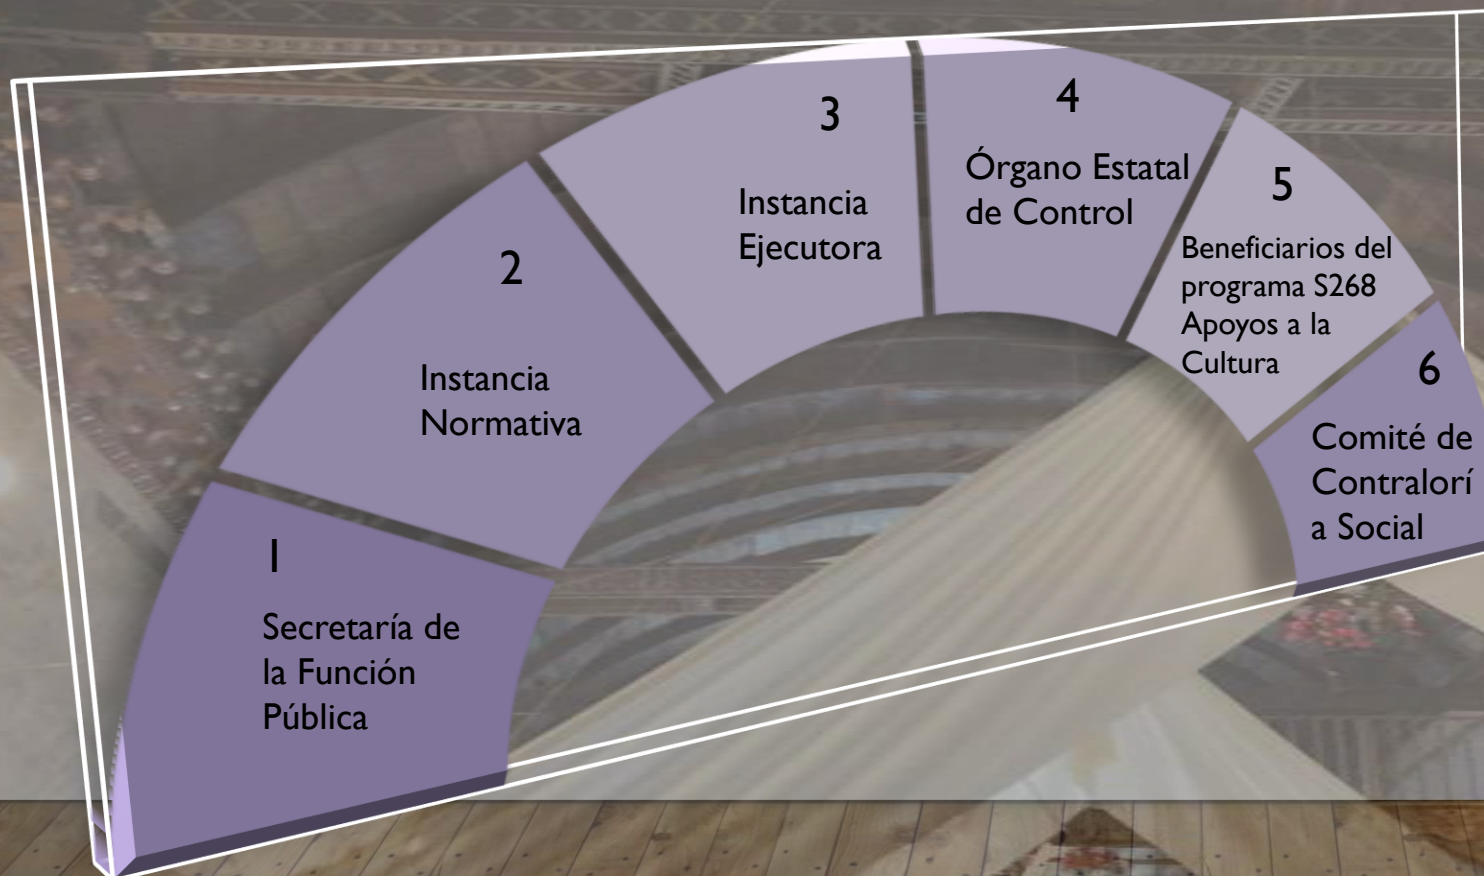 1
Secretaría de
la Función
Pública
2
Instancia
Normativa
3
Instancia
Ejecutora
4
Órgano Estatal
de Control
5
Beneficiarios del
programa S268
Apoyos a la
Cultura
6
Comité de
Contralorí
a Social